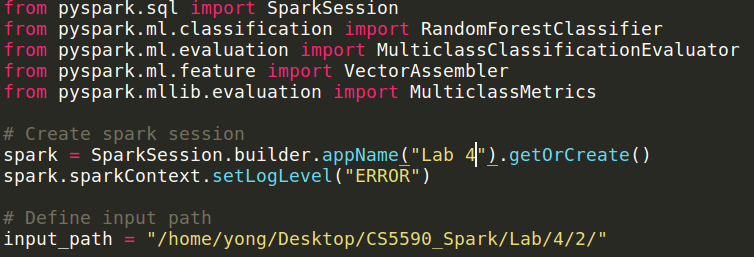 from pyspark.sql import SparkSession
from pyspark.ml.classification import RandomForestClassifier
from pyspark.ml.evaluation import MulticlassClassificationEvaluator
from pyspark.ml.feature import VectorAssembler
from pyspark.mllib.evaluation import MulticlassMetrics
# Create spark session
spark = SparkSession.builder.appName("Lab 4").getOrCreate()
spark.sparkContext.setLogLevel("ERROR")
# Define input path
input_path = "/home/yong/Desktop/CS5590_Spark/Lab/4/2/"